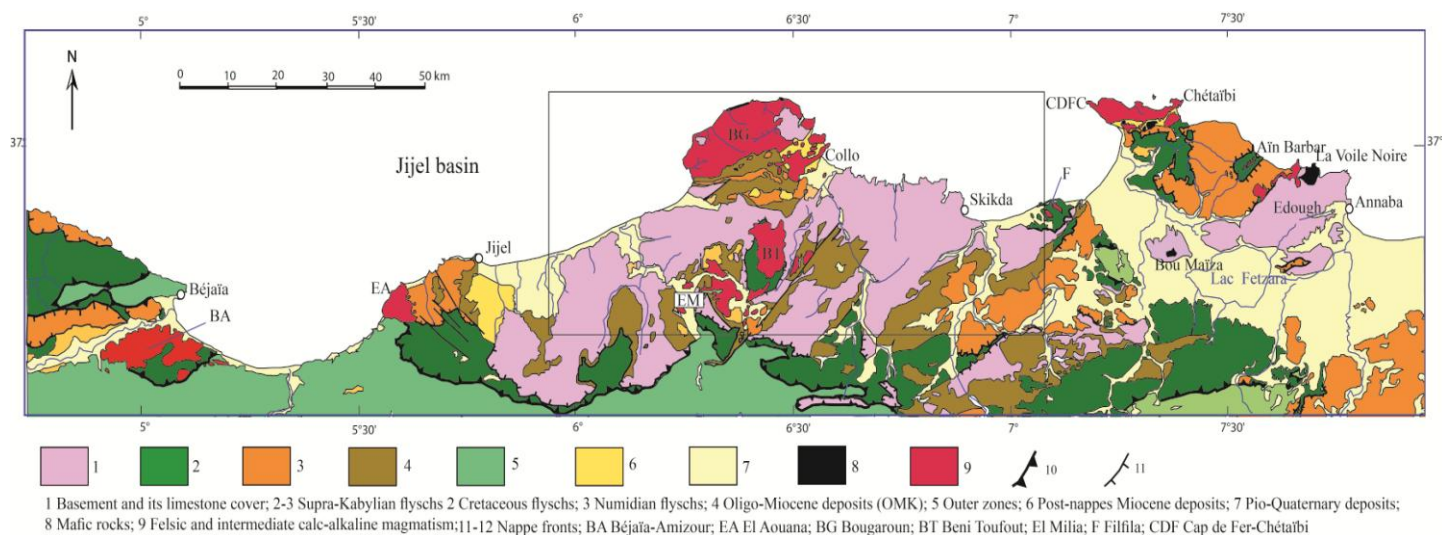 5° 5°30' 6° 6°30' 7° 7°30'
N
0 10 20 30 40 50 km
CDFC Chétaïbi
37° BG 37°
Jijel basin Collo Aïn Barbar La Voile Noire
F
Skikda Edough Annaba
Jijel BT Bou Maïza
Béjaïa EA EM Lac Fetzara
BA
5° 5°30' 6° 6°30' 7° 7°30'
1 2 3 4 5 6 7 8 9 10 11
1 Basement and its limestone cover; 2-3 Supra-Kabylian flyschs 2 Cretaceous flyschs; 3 Numidian flyschs; 4 Oligo-Miocene deposits (OMK); 5 Outer zones; 6 Post-nappes Miocene deposits; 7 Pio-Quaternary deposits;
8 Mafic rocks; 9 Felsic and intermediate calc-alkaline magmatism;11-12 Nappe fronts; BA Béjaïa-Amizour; EA El Aouana; BG Bougaroun; BT Beni Toufout; El Milia; F Filfila; CDF Cap de Fer-Chétaïbi